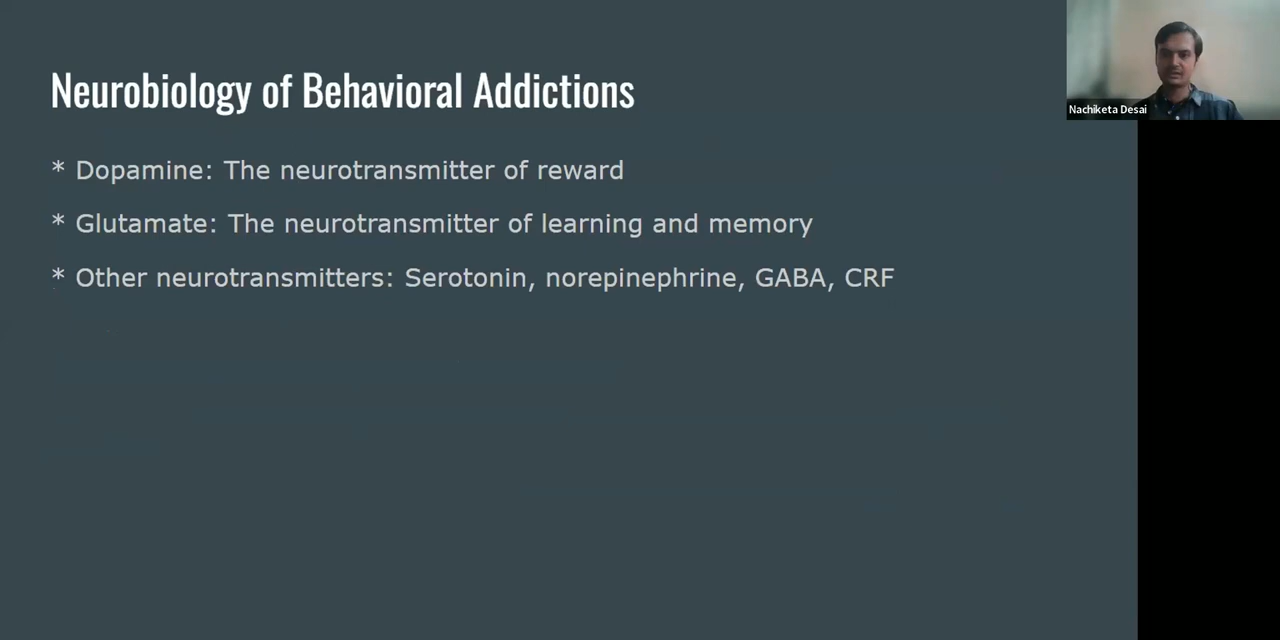 Neurobiology of Behavioral Addictions
Nachiketa Desai
* Dopamine: The neurotransmitter of reward
* Glutamate: The neurotransmitter of learning and memory
* Other neurotransmitters: Serotonin, norepinephrine, GABA, CRF